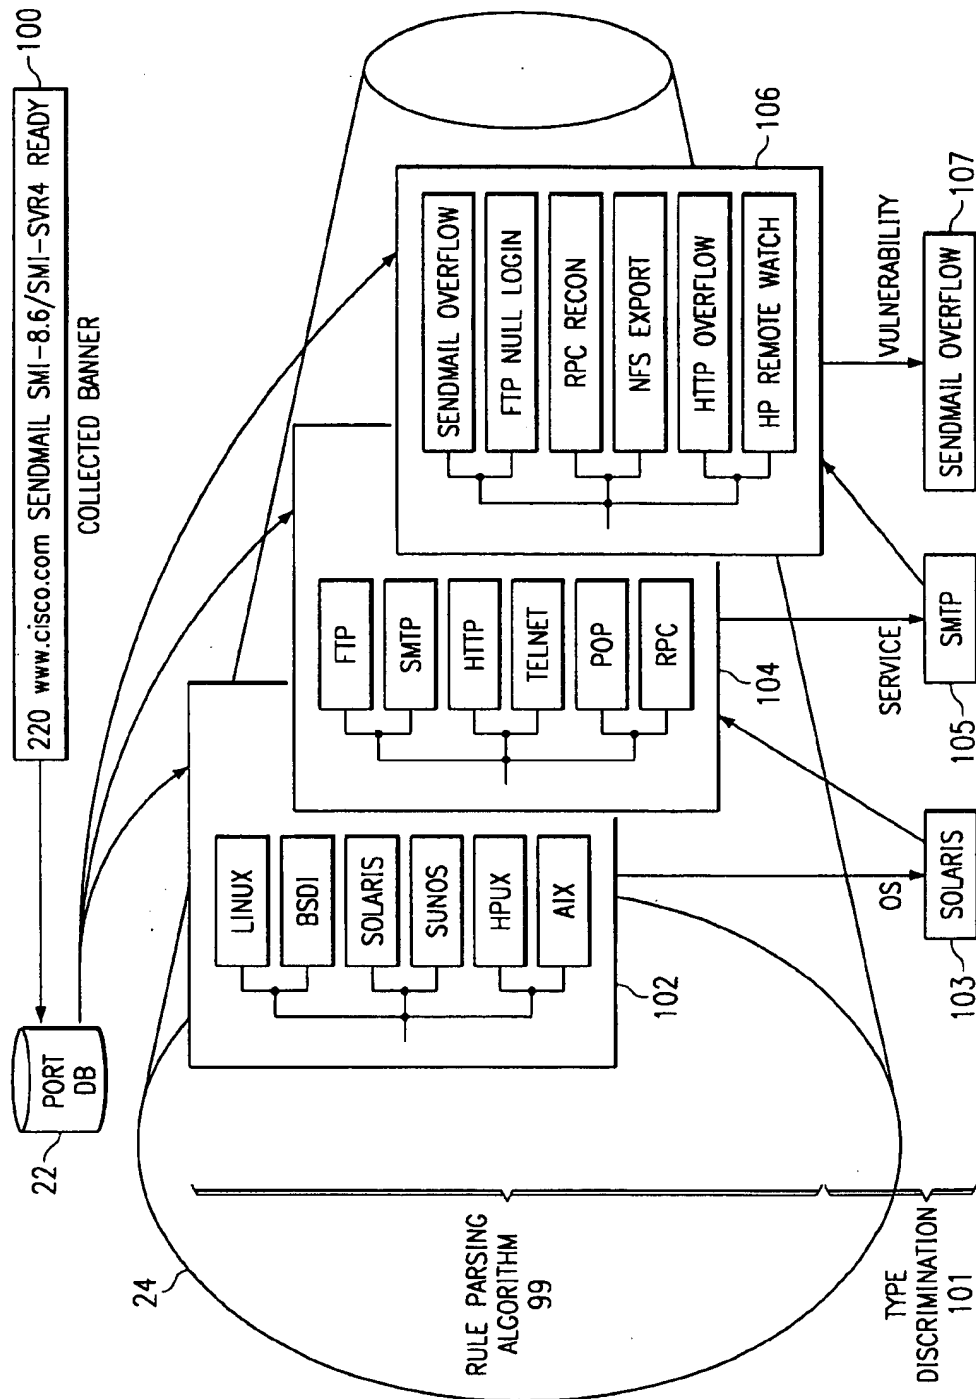 220 www.cisco.com SENDMAIL SMI-8.6/SMI-SVR4 READY
100
COLLECTED BANNER
PORT
DB
22
24
RULE PARSING
ALGORITHM
99
LINUX
BSDI
SOLARIS
SUNOS
HPUX
AIX
102
FTP
SMTP
HTTP
TELNET
POP
RPC
104
SENDMAIL OVERFLOW
FTP NULL LOGIN
RPC RECON
NFS EXPORT
HTTP OVERFLOW
HP REMOTE WATCH
106
TYPE
DISCRIMINATION
101
OS
SOLARIS
103
SERVICE
SMTP
105
VULNERABILITY
SENDMAIL OVERFLOW
107